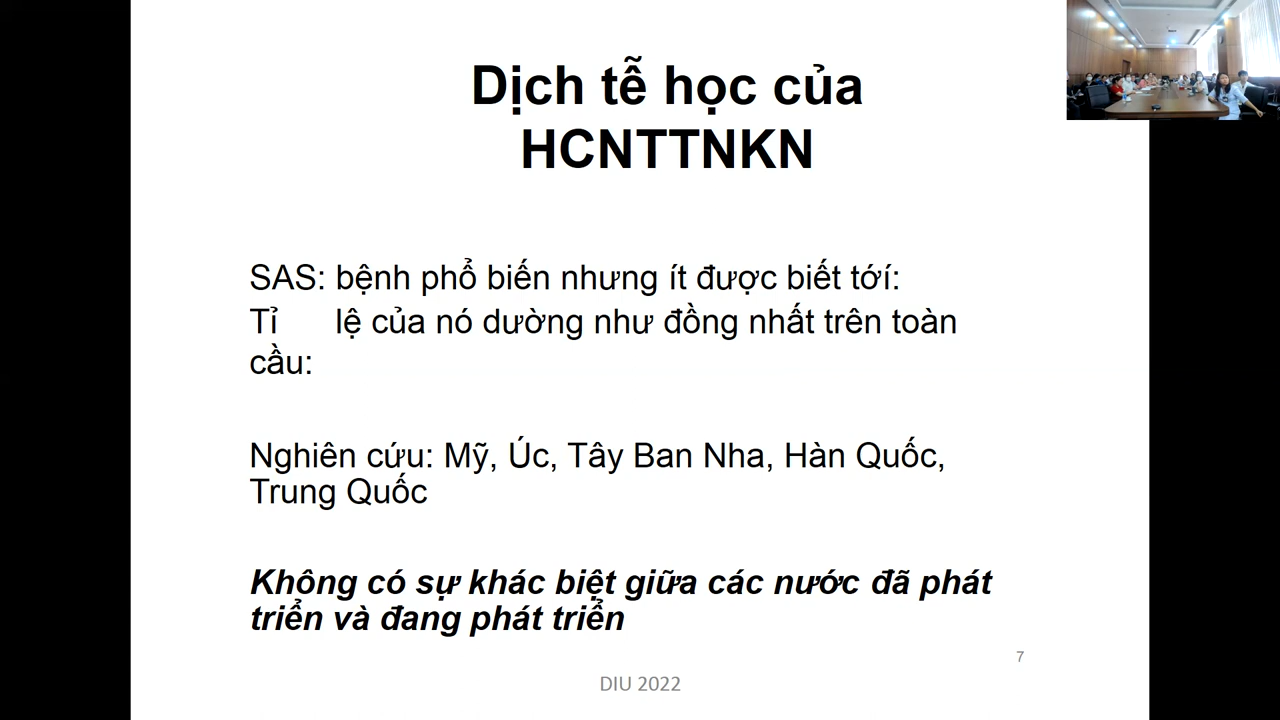 Dịch tễ học của
HCNTTNKN
SAS: bệnh phổ biến nhưng ít được biết tớí:
Tỉ lệ của nó dường như đồng nhất trên toàn
cầu:
Nghiên cứu: Mỹ, Úc, Tây Ban Nha, Hàn Quốc,
Trung Quốc
Không có sự khác biệt giữa các nước đã phát
triển và đang phát triển
7
DIU 2022